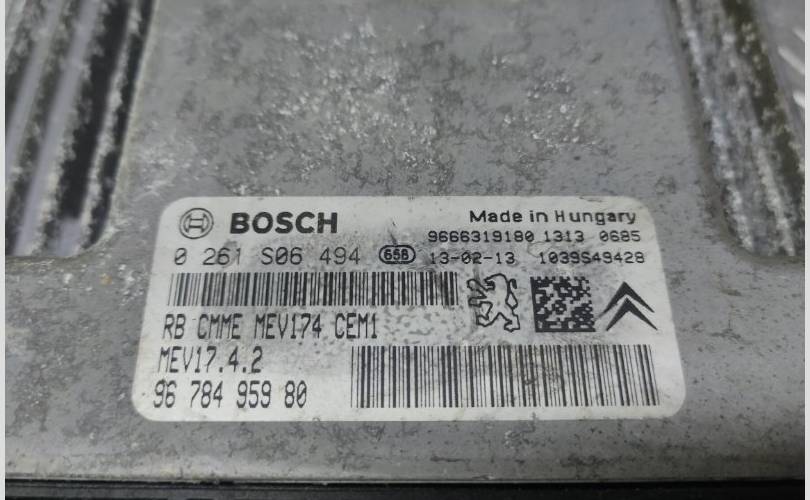 BOSCH
Made in Hungary
9666319180 1313 0685
0 261 S06 494 658 13-02-13 1039S49428
RB CMME MEV174 CEM1
MEV17.4.2
96 784 959 80